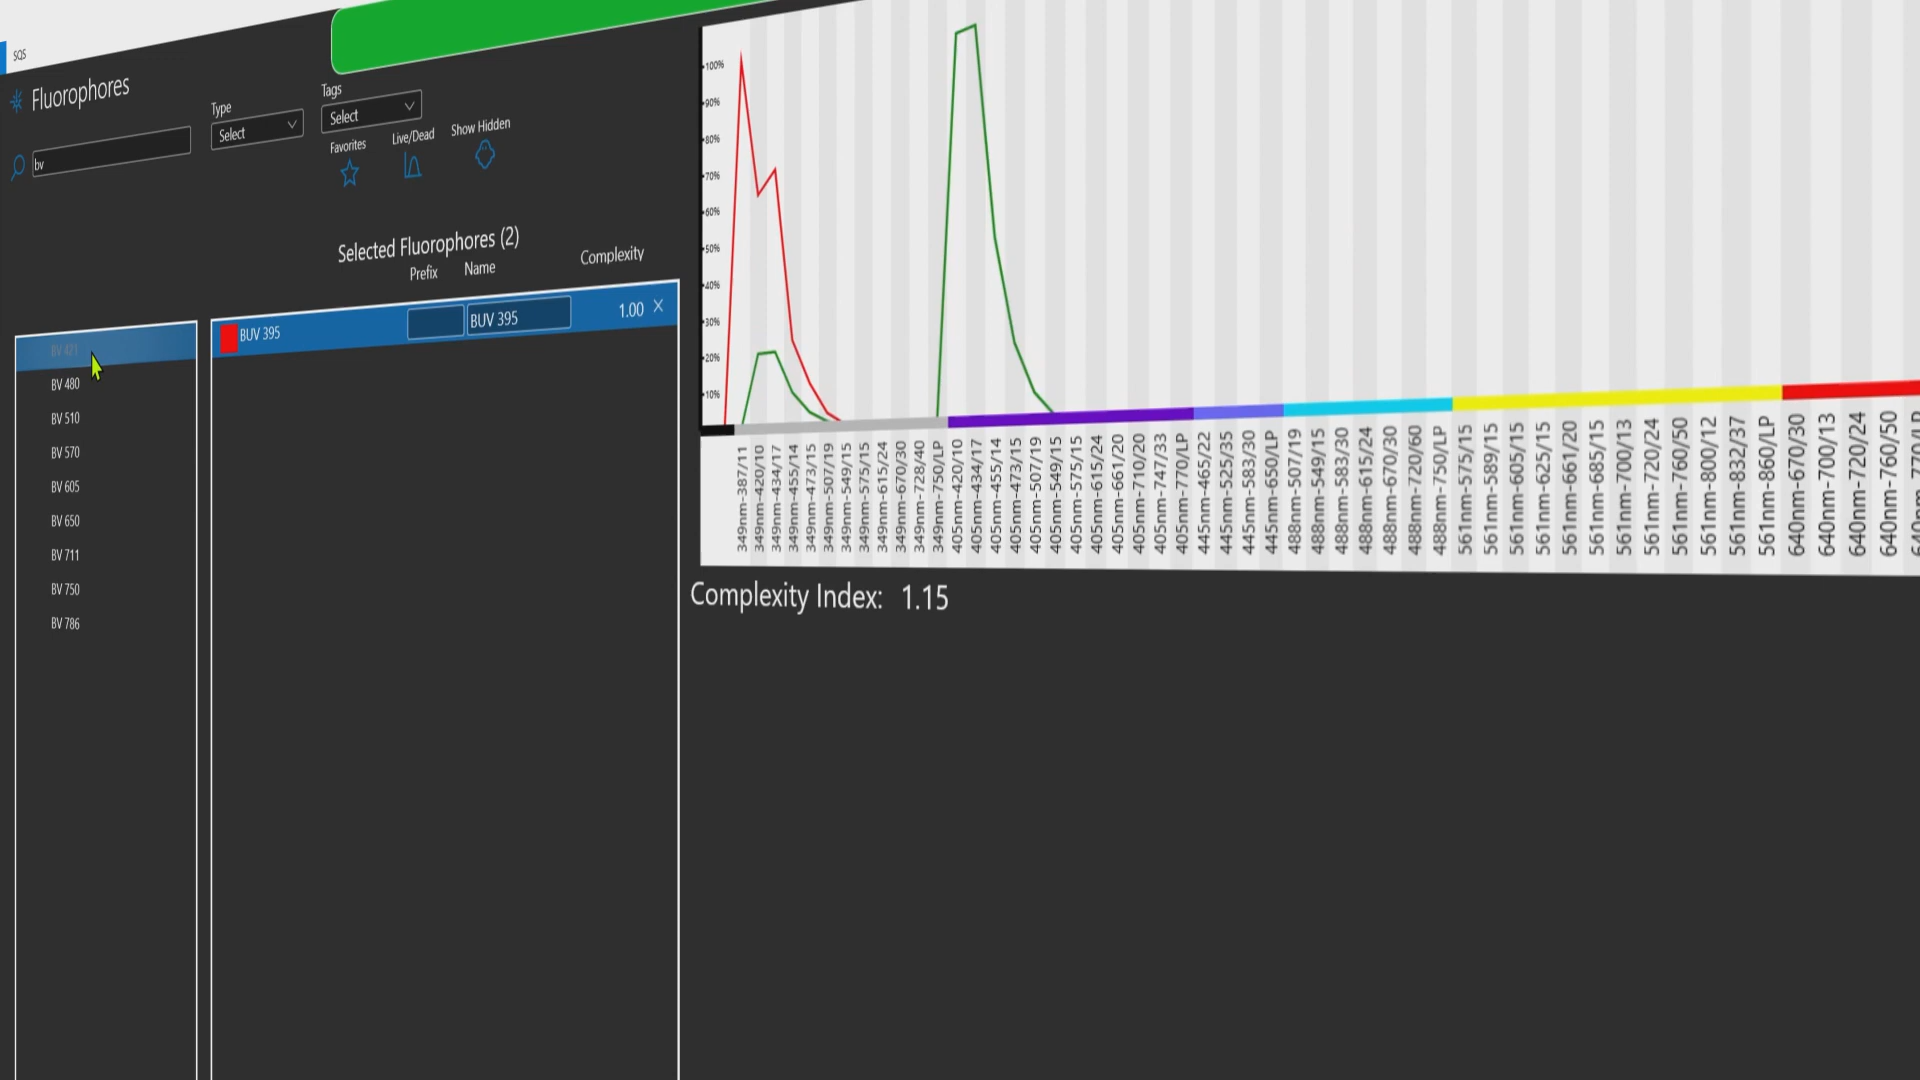 SQS
Fluorophores
bv
Type
Select
Tags
Select
Favorites
Live/Dead
Show Hidden
Selected Fluorophores (2)
Prefix
Name
Complexity
BV 421
BV 480
BV 510
BV 570
BV 605
BV 650
BV 711
BV 750
BV 786
BUV 395
BUV 395
1.00
100%
90%
80%
70%
60%
50%
40%
30%
20%
10%
349nm-387/11
349nm-420/10
349nm-434/17
349nm-455/14
349nm-473/15
349nm-507/19
349nm-549/15
349nm-575/15
349nm-615/24
349nm-670/30
349nm-728/40
349nm-750/LP
405nm-420/10
405nm-434/17
405nm-455/14
405nm-473/15
405nm-507/19
405nm-549/15
405nm-575/15
405nm-615/24
405nm-661/20
405nm-710/20
405nm-747/33
405nm-770/LP
445nm-465/22
445nm-525/35
445nm-583/30
445nm-650/LP
488nm-507/19
488nm-549/15
488nm-583/30
488nm-615/24
488nm-670/30
488nm-720/60
488nm-750/LP
561nm-575/15
561nm-589/15
561nm-605/15
561nm-625/15
561nm-661/20
561nm-685/15
561nm-700/13
561nm-720/24
561nm-760/50
561nm-800/12
561nm-832/37
561nm-860/LP
640nm-670/30
640nm-700/13
640nm-720/24
640nm-760/50
640nm-770/LP
Complexity Index: 1.15